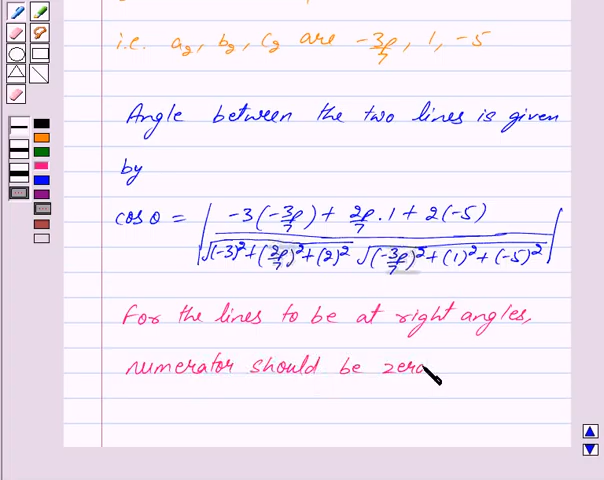 i.e. a₂, b₂, c₂ are -3p/7, 1, -5
Angle between the two lines is given
by
cos θ = | -3(-3p/7) + 2p/7 . 1 + 2(-5) / √(-3)² + (2p/7)² + (2)² √(-3p/7)² + (1)² + (-5)² |
For the lines to be at right angles,
numerator should be zero